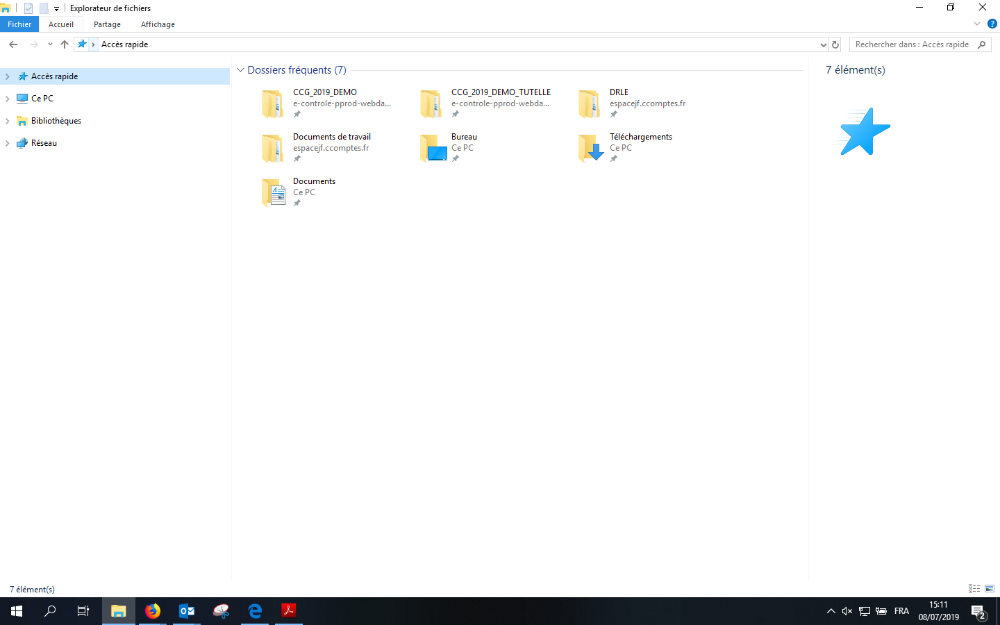 Explorateur de fichiers
Fichier Accueil Partage Affichage
?
Accès rapide
Rechercher dans : Accès rapide
Accès rapide
Ce PC
Bibliothèques
Réseau
Dossiers fréquents (7)
CCG_2019_DEMO
e-controle-pprod-webda...
CCG_2019_DEMO_TUTELLE
e-controle-pprod-webda...
DRLE
espacejf.ccomptes.fr
Documents de travail
espacejf.ccomptes.fr
Bureau
Ce PC
Téléchargements
Ce PC
Documents
Ce PC
7 élément(s)
7 élément(s)
FRA
15:11
08/07/2019
2